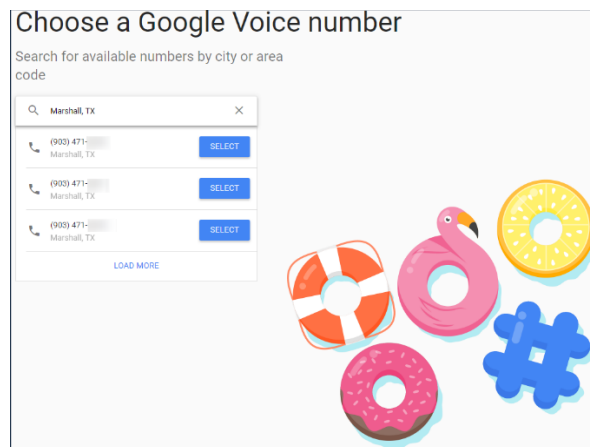 Choose a Google Voice number
Search for available numbers by city or area
code
Marshall, TX
(903) 471-
Marshall, TX
SELECT
(903) 471-
Marshall, TX
SELECT
(903) 471-
Marshall, TX
SELECT
LOAD MORE